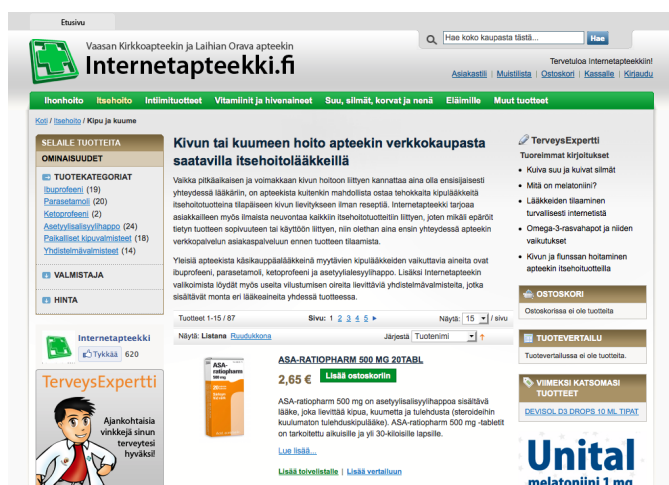 Etusivu
Vaasan Kirkkoapteekin ja Laihian Orava apteekin
Internetapteekki.fi
Hae koko kaupasta tästä...
Hae
Tervetuloa Internetapteekkiin!
Asiakastili | Muistilista | Ostoskori | Kassalle | Kirjaudu
Ihonhoito Itsehoito Intiimituotteet Vitamiinit ja hivenaineet Suu, silmät, korvat ja nenä Eläimille Muut tuotteet
Koti / Itsehoito / Kipu ja kuume
SELAILE TUOTTEITA
OMINAISUUDET
TUOTEKATEGORIAT
Ibuprofeeni (19)
Parasetamoli (20)
Ketoprofeeni (2)
Asetyylisalisyylihappo (24)
Paikalliset kipuvalmisteet (18)
Yhdistelmävalmisteet (14)
VALMISTAJA
HINTA
Internetapteekki
Tykkää 620
TerveysExpertti
Ajankohtaisia
vinkkejä sinun
terveytesi
hyväksi!
Kivun tai kuumeen hoito apteekin verkkokaupasta
saatavilla itsehoitolääkkeillä
Vaikka pitkäaikaisen ja voimakkaan kivun hoitoon liittyen kannattaa aina olla ensisijaisesti
yhteydessä lääkäriin, on apteekista kuitenkin mahdollista ostaa tehokkaita kipulääkkeitä
itsehoitotuotteina tilapäiseen kivun lievitykseen ilman reseptiä. Internetapteekki tarjoaa
asiakkailleen myös ilmaista neuvontaa kaikkiin itsehoitotuotteitiin liittyen, joten mikäli epäröit
tietyn tuotteen sopivuuteen tai käyttöön liittyen, niin olethan aina ensin yhteydessä apteekin
verkkopalvelun asiakaspalveluun ennen tuotteen tilaamista.
Yleisiä apteekista käsikauppalääkkeinä myytävien kipulääkkeiden vaikuttavia aineita ovat
ibuprofeeni, parasetamoli, ketoprofeeni ja asetyylialesyylihappo. Lisäksi Internetapteekin
valikoimista löydät myös useita vilustumisen oireita lievittäviä yhdistelmävalmisteita, jotka
sisältävät monta eri lääkeaineita yhdessä tuotteessa.
Tuotteet 1-15 / 87 Sivu: 1 2 3 4 5 Näytä: 15 / sivu
Näytä: Listana Ruudukkona Järjestä Tuotenimi
ASA-
ratiopharm
500 mg
ASA-RATIOPHARM 500 MG 20TABL
2,65 € Lisää ostoskoriin
ASA-ratiopharm 500 mg on asetyylisalisyylihappoa sisältävä
lääke, joka lievittää kipua, kuumetta ja tulehdusta (steroideihin
kuulumaton tulehduskipulääke). ASA-ratiopharm 500 mg -tabletit
on tarkoitettu aikuisille ja yli 30-kiloisille lapsille.
Lue lisää...
Lisää toivelistalle | Lisää vertailuun
TerveysExpertti
Tuoreimmat kirjoitukset
Kuiva suu ja kuivat silmät
Mitä on melatoniini?
Lääkkeiden tilaaminen
turvallisesti internetistä
Omega-3-rasvahapot ja niiden
vaikutukset
Kivun ja flunssan hoitaminen
apteekin itsehoituotteilla
OSTOSKORI
Ostoskorissa ei ole tuotteita
TUOTEVERTAILU
Tuotevertailussa ei ole tuotteita.
VIIMEKSI KATSOMASI
TUOTTEET
DEVISOL D3 DROPS 10 ML TIPAT
Unital
melatoniini 1 mg